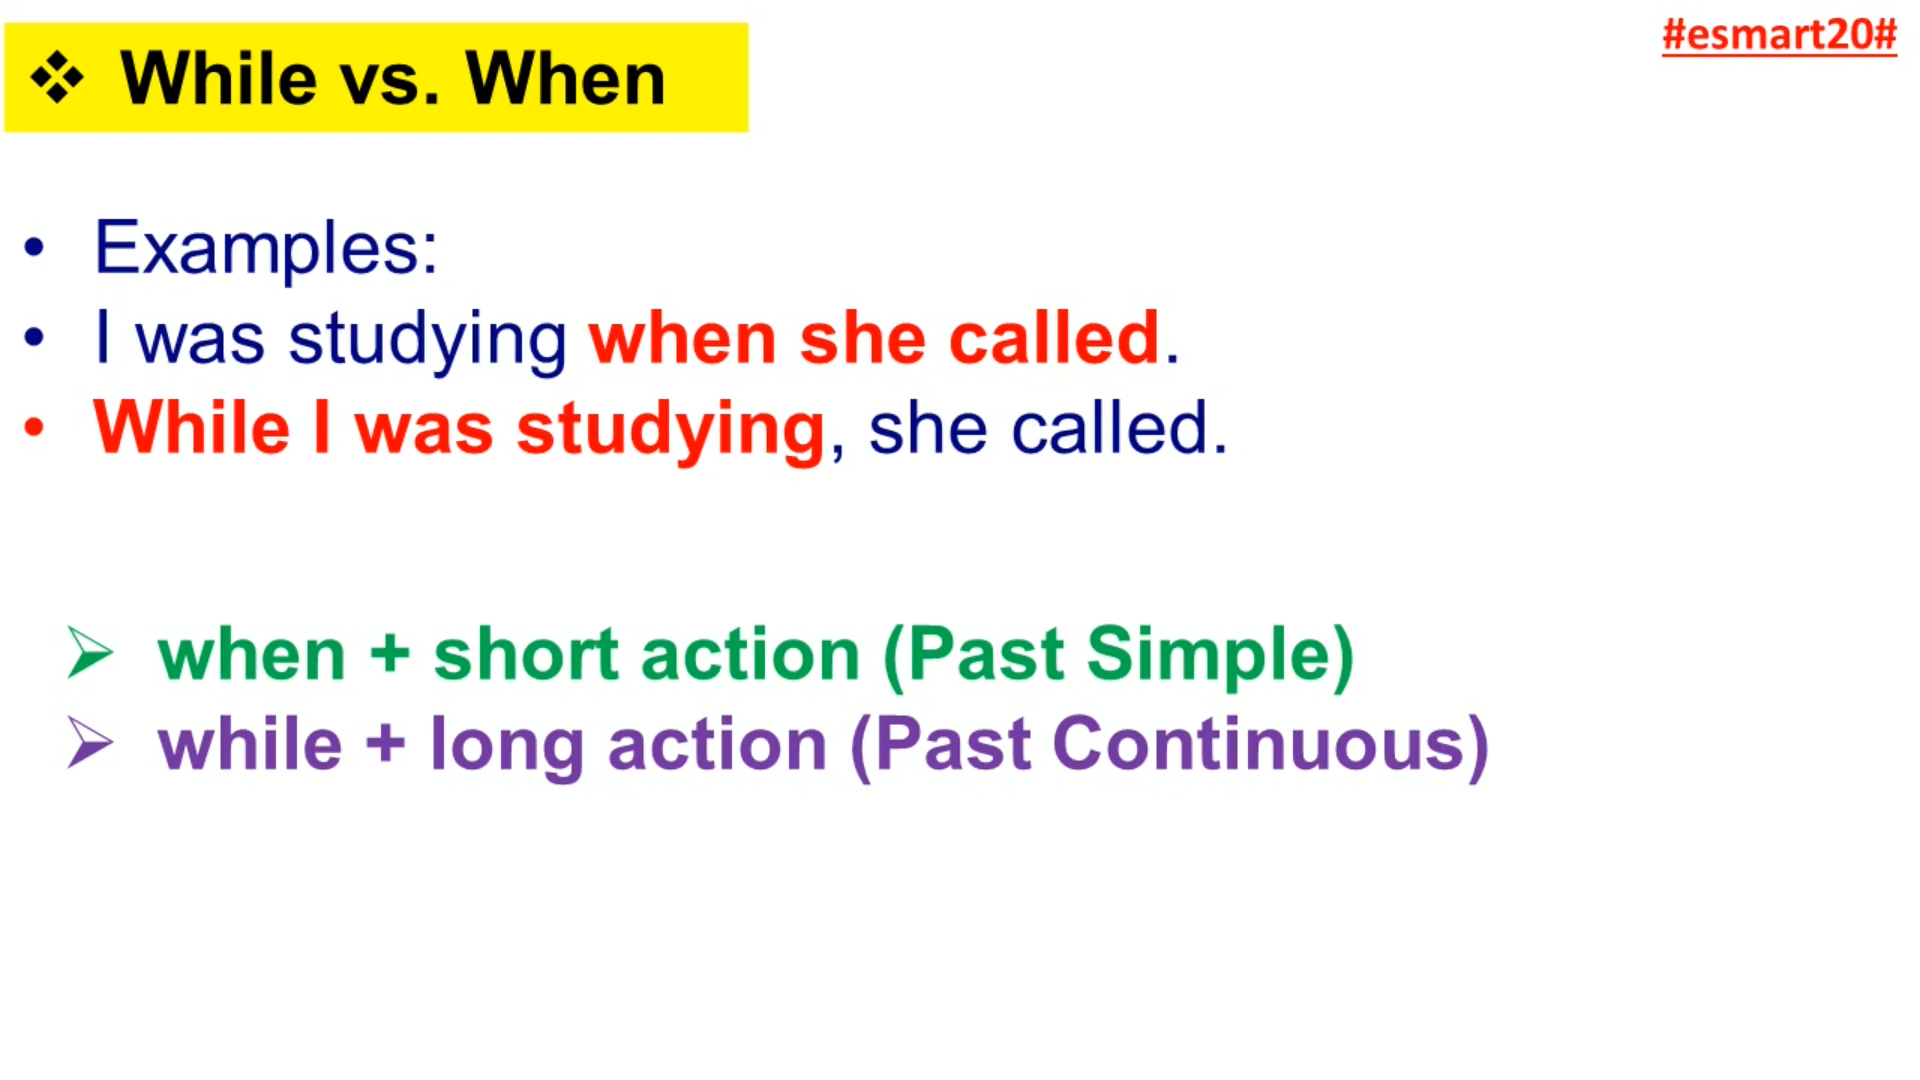 ❖ While vs. When
#esmart20#
• Examples:
• I was studying when she called.
• While I was studying, she called.
➢ when + short action (Past Simple)
➢ while + long action (Past Continuous)